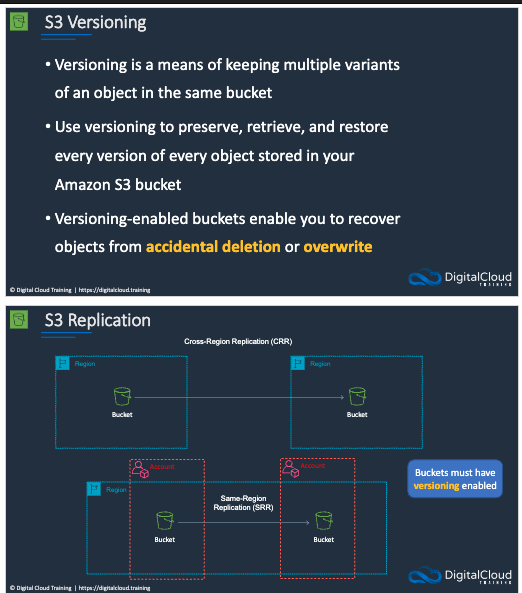 S3 Versioning
• Versioning is a means of keeping multiple variants
of an object in the same bucket
• Use versioning to preserve, retrieve, and restore
every version of every object stored in your
Amazon S3 bucket
• Versioning-enabled buckets enable you to recover
objects from accidental deletion or overwrite
© Digital Cloud Training | https://digitalcloud.training
DigitalCloud
TRAINING
S3 Replication
Cross-Region Replication (CRR)
Region
Region
Bucket
Bucket
Account
Account
Region
Same-Region
Replication (SRR)
Bucket
Bucket
Buckets must have
versioning enabled
© Digital Cloud Training | https://digitalcloud.training
DigitalCloud
TRAINING